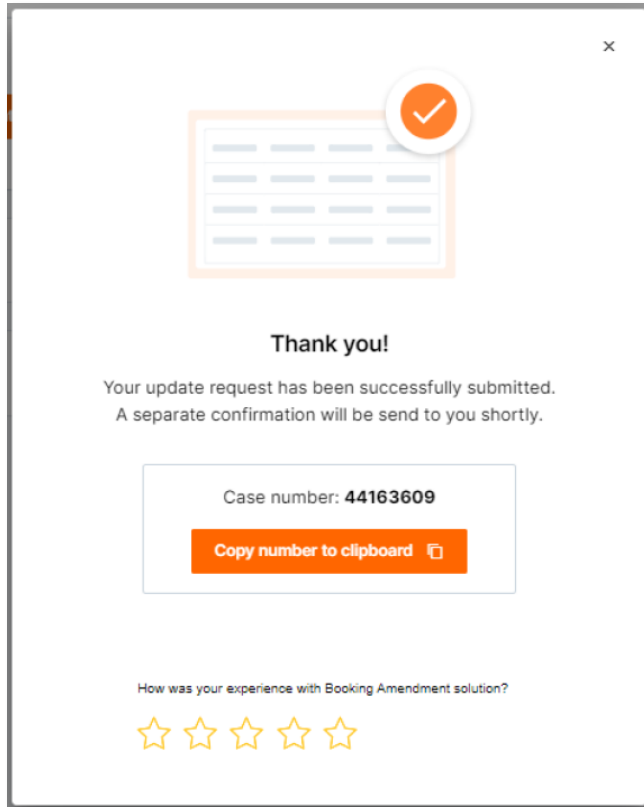 Thank you!
Your update request has been successfully submitted.
A separate confirmation will be send to you shortly.
Case number: 44163609
Copy number to clipboard
How was your experience with Booking Amendment solution?